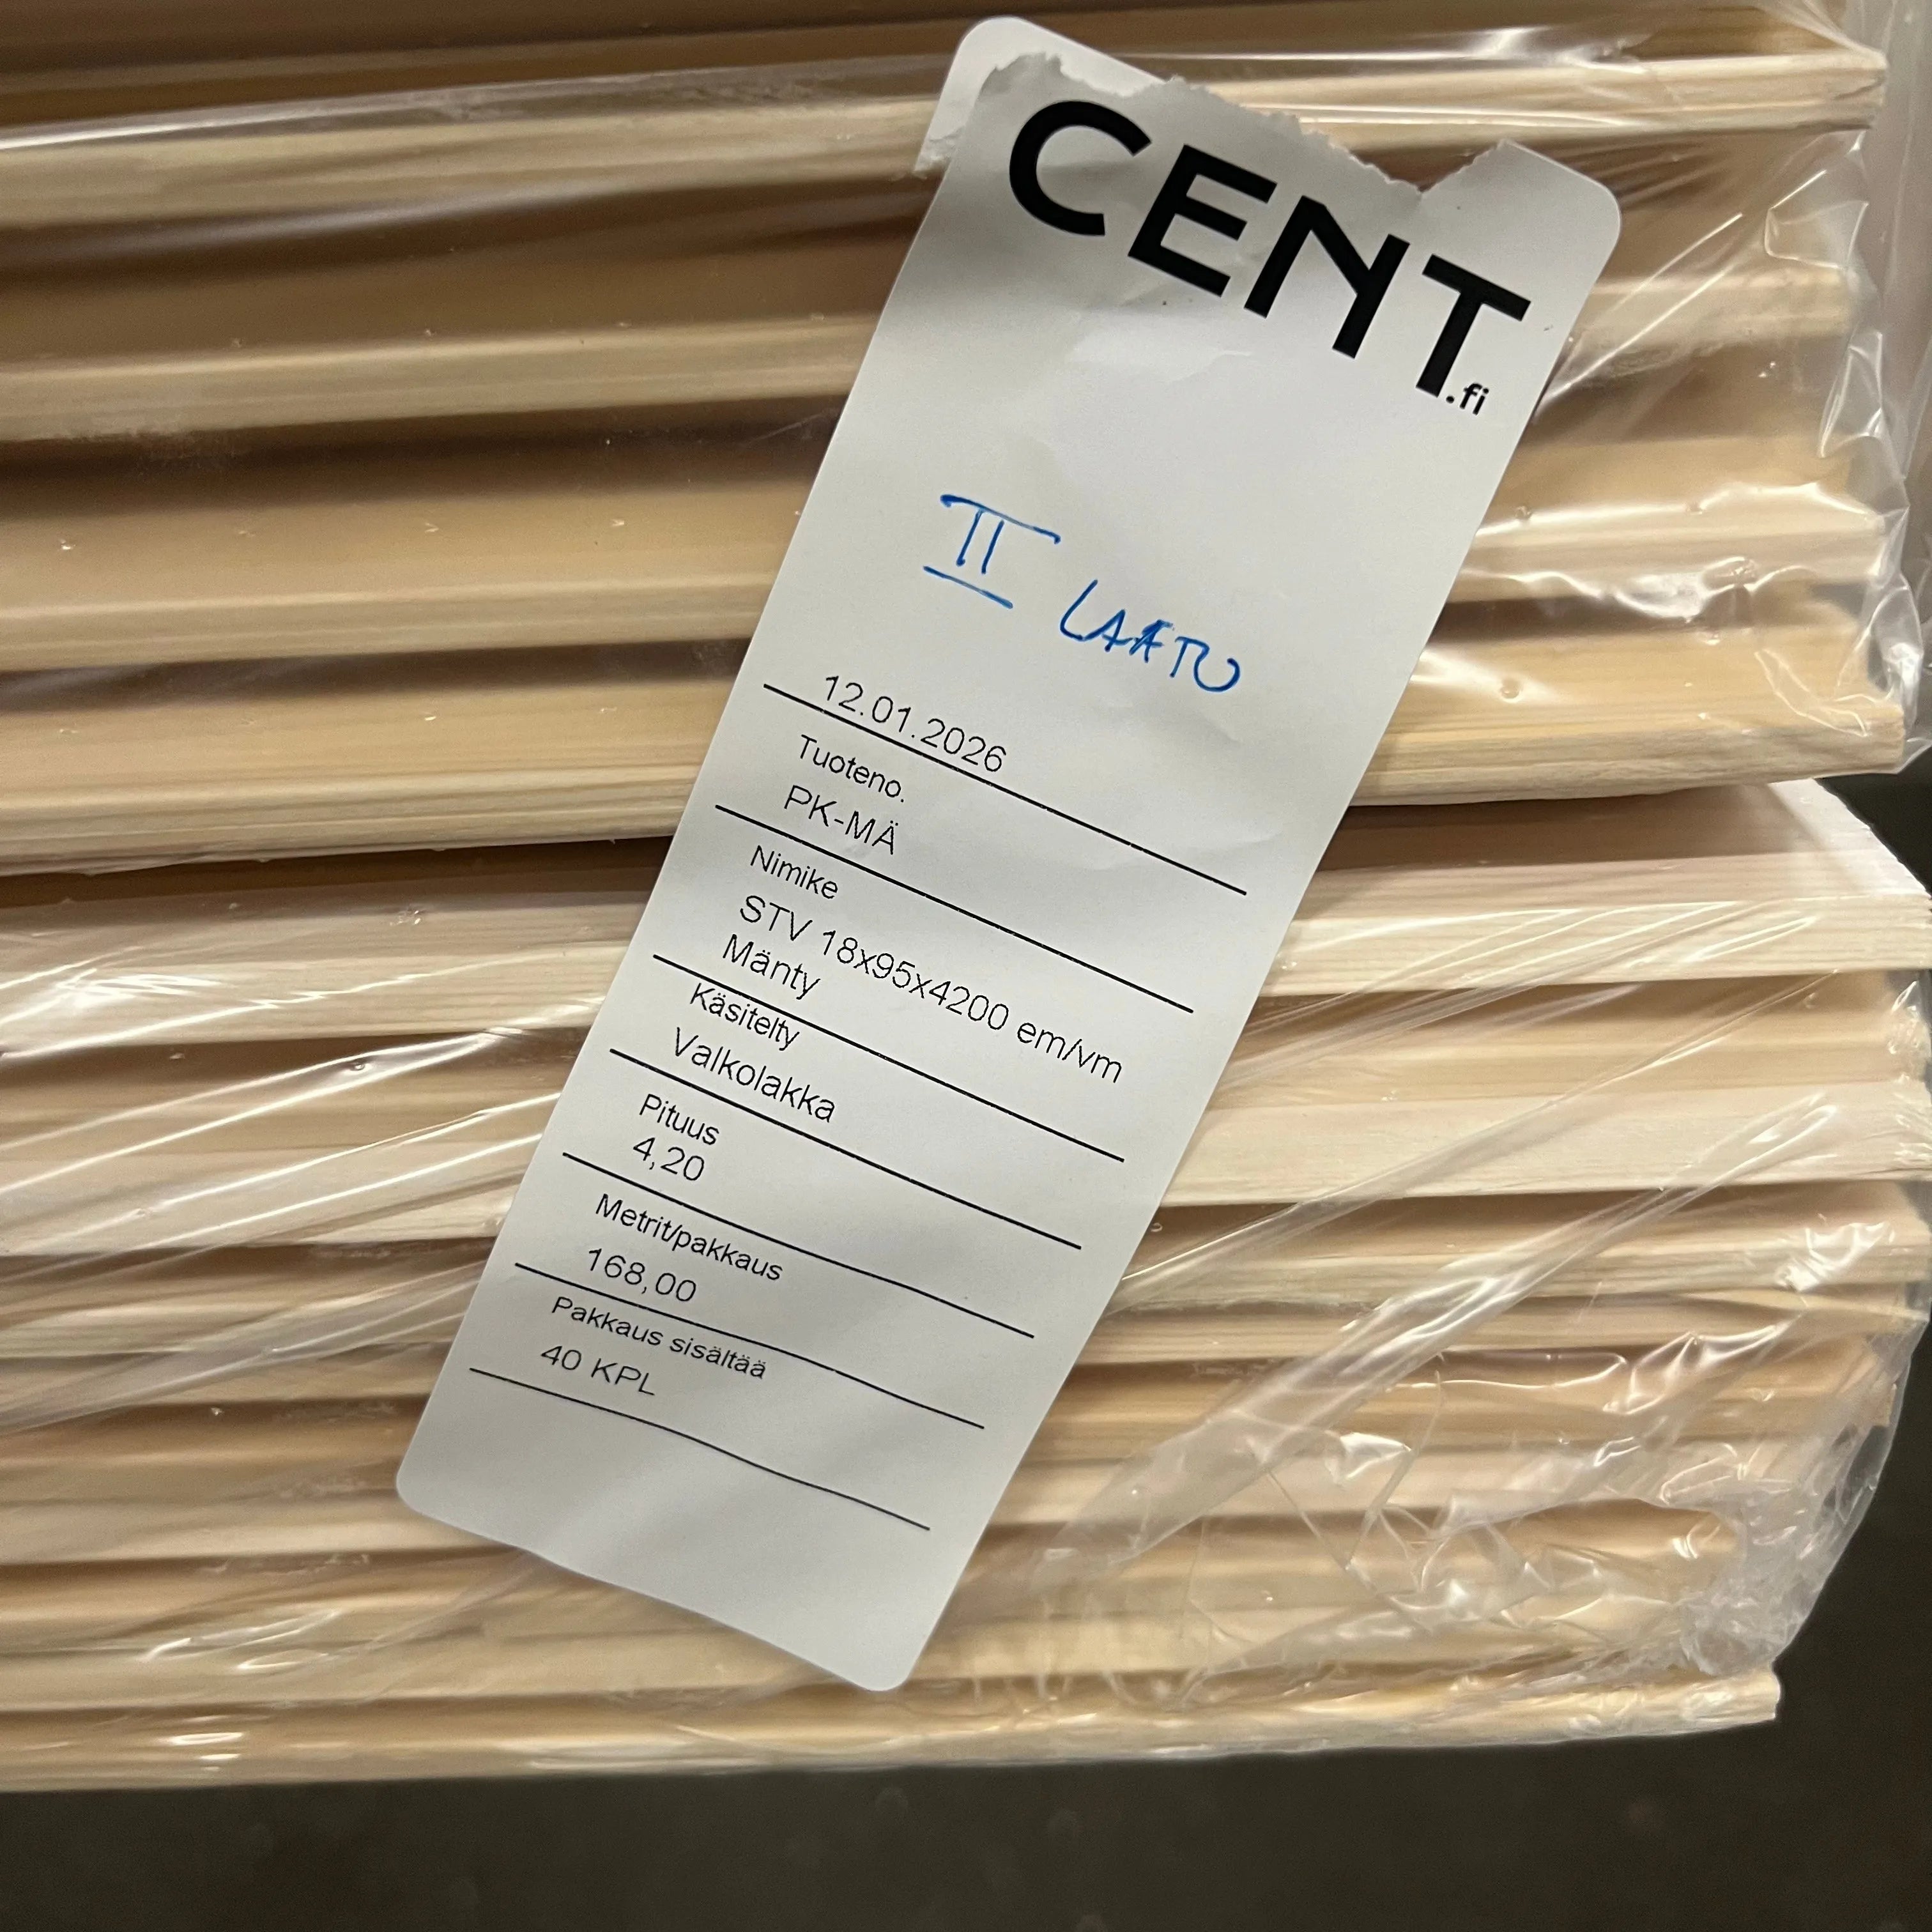 CENT.fi
II LAATU
12.01.2026
Tuoteno.
PK-MÄ
Nimike
STV 18x95x4200 em/vm
Mänty
Käsitelty
Valkolakka
Pituus
4,20
Metrit/pakkaus
168,00
Pakkaus sisältää
40 KPL